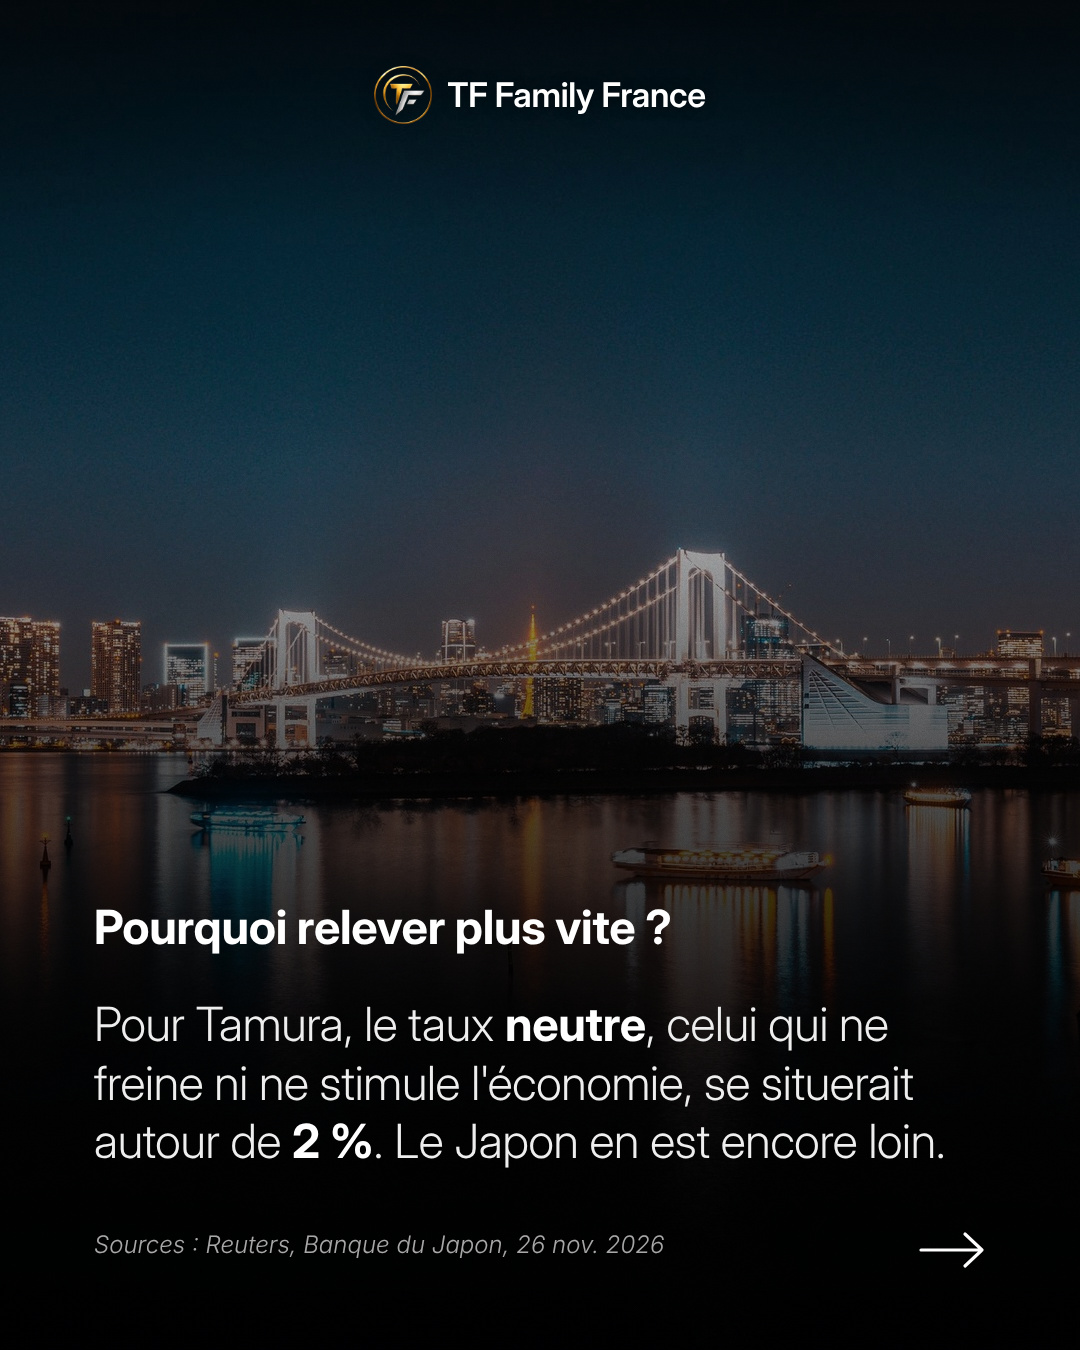 TF TF Family France
Pourquoi relever plus vite ?
Pour Tamura, le taux neutre, celui qui ne
freine ni ne stimule l'économie, se situerait
autour de 2 %. Le Japon en est encore loin.
Sources : Reuters, Banque du Japon, 26 nov. 2026